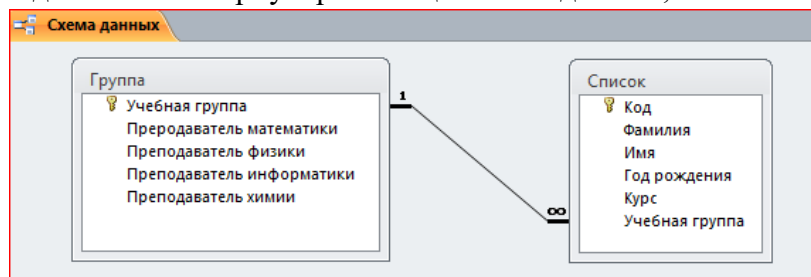 Схема данных
Группа
Учебная группа
Прeродаватель математики
Преподаватель физики
Преподаватель информатики
Преподаватель химии
1
∞
Список
Код
Фамилия
Имя
Год рождения
Курс
Учебная группа